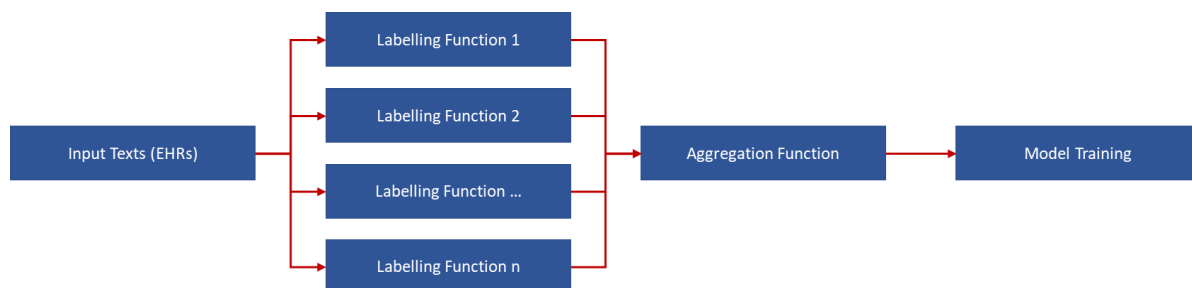 Input Texts (EHRs)
Labelling Function 1
Labelling Function 2
Labelling Function ...
Labelling Function n
Aggregation Function
Model Training